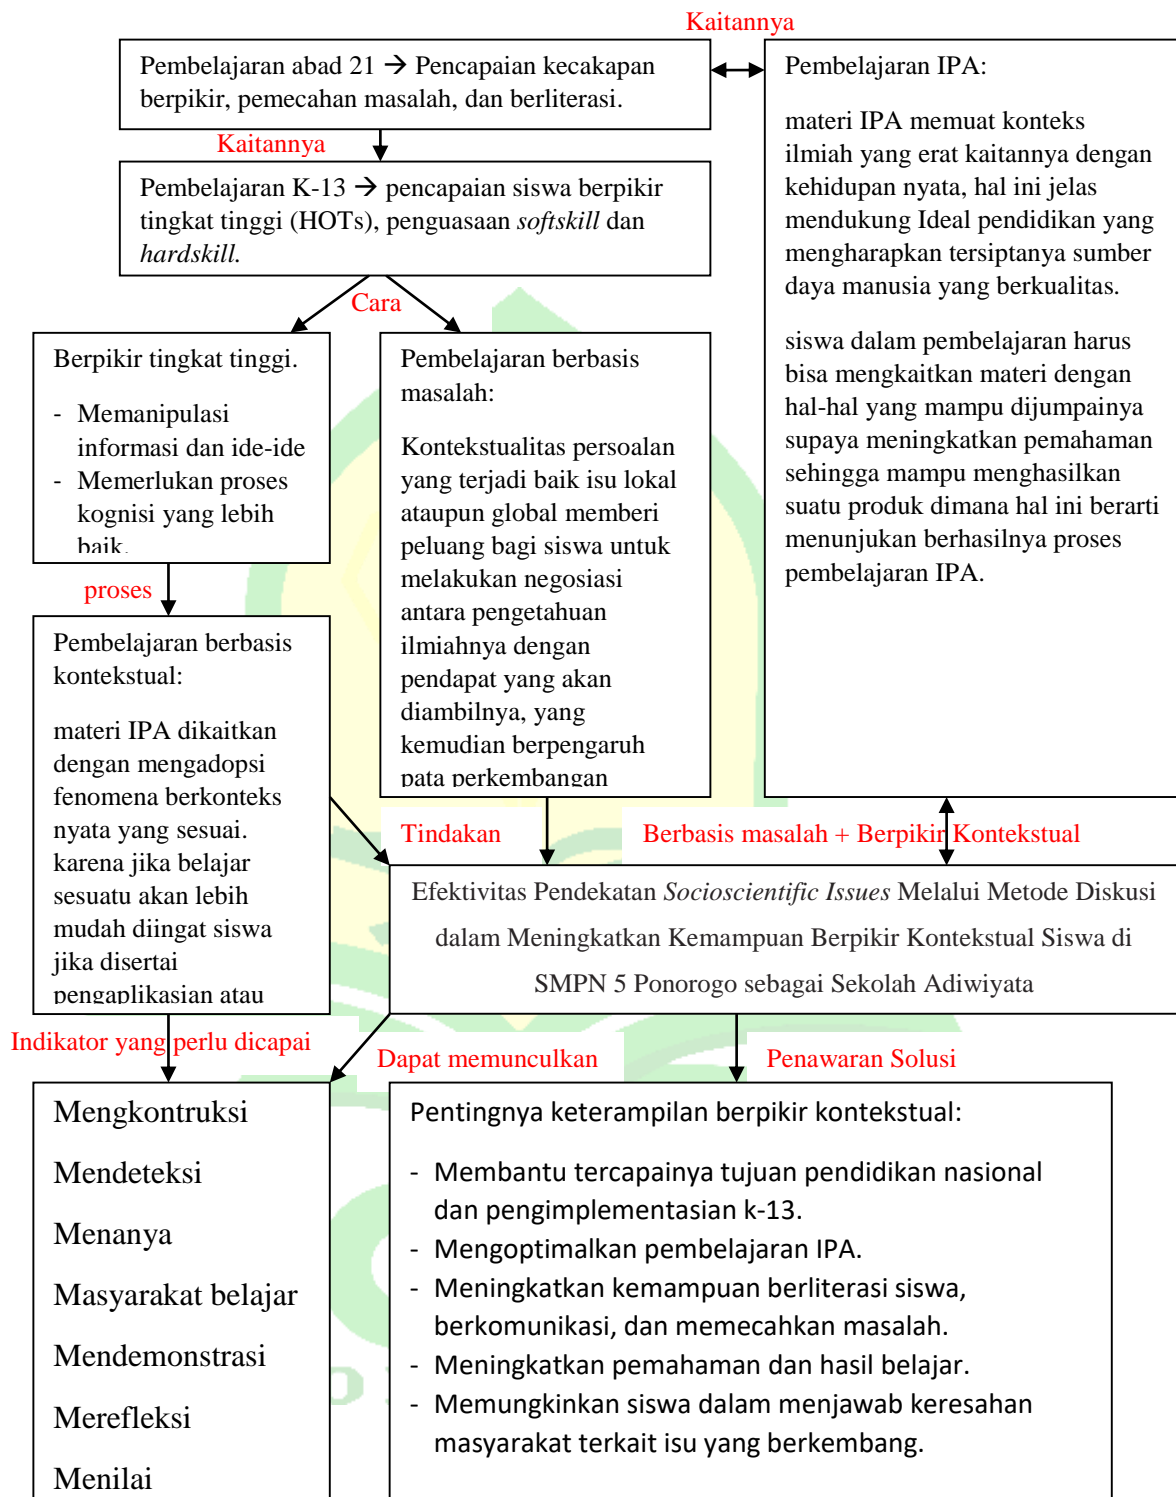 Kaitannya
Pembelajaran abad 21 → Pencapaian kecakapan
berpikir, pemecahan masalah, dan berliterasi.
Kaitannya
Pembelajaran K-13 → pencapaian siswa berpikir
tingkat tinggi (HOTs), penguasaan softskill dan
hardskill.
Pembelajaran IPA:
materi IPA memuat konteks
ilmiah yang erat kaitannya dengan
kehidupan nyata, hal ini jelas
mendukung Ideal pendidikan yang
mengharapkan tersiptanya sumber
daya manusia yang berkualitas.
siswa dalam pembelajaran harus
bisa mengkaitkan materi dengan
hal-hal yang mampu dijumpainya
supaya meningkatkan pemahaman
sehingga mampu menghasilkan
suatu produk dimana hal ini berarti
menunjukan berhasilnya proses
pembelajaran IPA.
Cara
Berpikir tingkat tinggi.
- Memanipulasi
informasi dan ide-ide
- Memerlukan proses
kognisi yang lebih
baik.
Pembelajaran berbasis
masalah:
Kontekstualitas persoalan
yang terjadi baik isu lokal
ataupun global memberi
peluang bagi siswa untuk
melakukan negosiasi
antara pengetahuan
ilmiahnya dengan
pendapat yang akan
diambilnya, yang
kemudian berpengaruh
pata perkembangan
proses
Pembelajaran berbasis
kontekstual:
materi IPA dikaitkan
dengan mengadopsi
fenomena berkonteks
nyata yang sesuai.
karena jika belajar
sesuatu akan lebih
mudah diingat siswa
jika disertai
pengaplikasian atau
Tindakan
Berbasis masalah + Berpikir Kontekstual
Efektivitas Pendekatan Socioscientific Issues Melalui Metode Diskusi
dalam Meningkatkan Kemampuan Berpikir Kontekstual Siswa di
SMPN 5 Ponorogo sebagai Sekolah Adiwiyata
Indikator yang perlu dicapai
Dapat memunculkan
Penawaran Solusi
Mengkontruksi
Mendeteksi
Menanya
Masyarakat belajar
Mendemonstrasi
Merefleksi
Menilai
Pentingnya keterampilan berpikir kontekstual:
- Membantu tercapainya tujuan pendidikan nasional
dan pengimplementasian k-13.
- Mengoptimalkan pembelajaran IPA.
- Meningkatkan kemampuan berliterasi siswa,
berkomunikasi, dan memecahkan masalah.
- Meningkatkan pemahaman dan hasil belajar.
- Memungkinkan siswa dalam menjawab keresahan
masyarakat terkait isu yang berkembang.